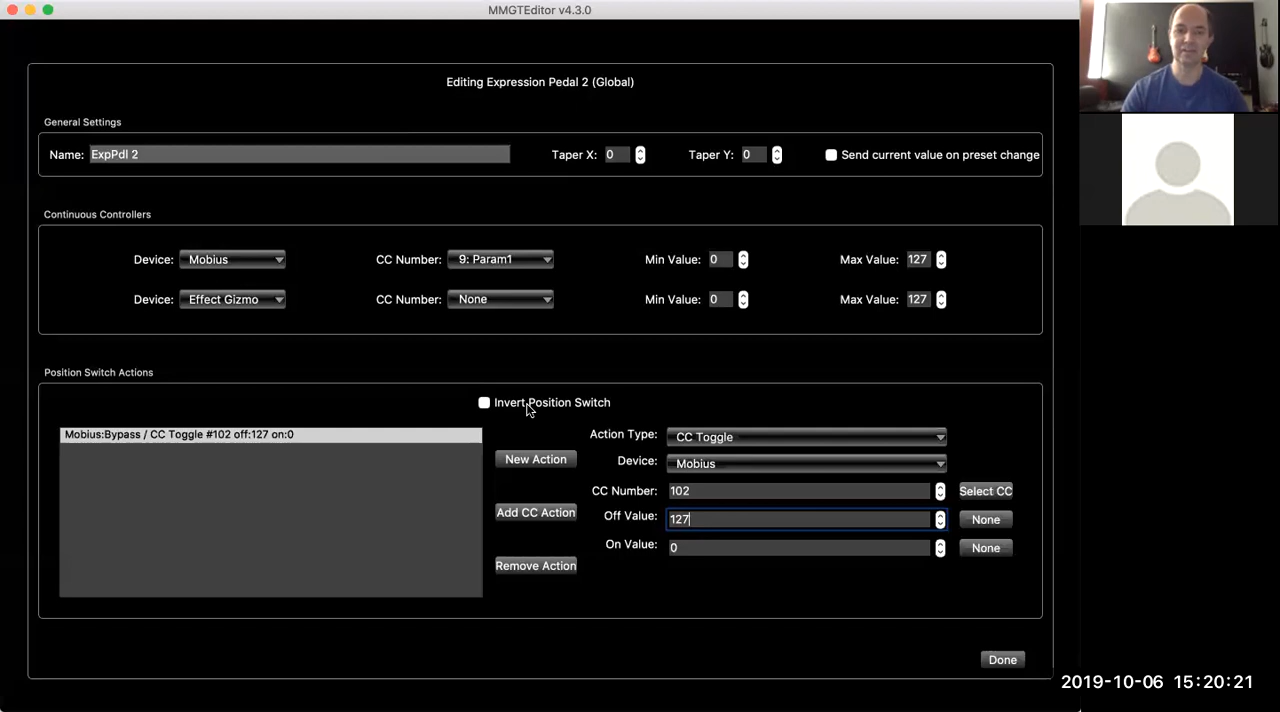 MMGTEditor v4.3.0
Editing Expression Pedal 2 (Global)
General Settings
Name: ExpPdl 2 Taper X: 0 Taper Y: 0 Send current value on preset change
Continuous Controllers
Device: Mobius CC Number: 9: Param1 Min Value: 0 Max Value: 127
Device: Effect Gizmo CC Number: None Min Value: 0 Max Value: 127
Position Switch Actions
Invert Position Switch
Mobius:Bypass / CC Toggle #102 off:127 on:0
New Action
Add CC Action
Remove Action
Action Type: CC Toggle
Device: Mobius
CC Number: 102 Select CC
Off Value: 127 None
On Value: 0 None
Done
2019-10-06 15:20:21